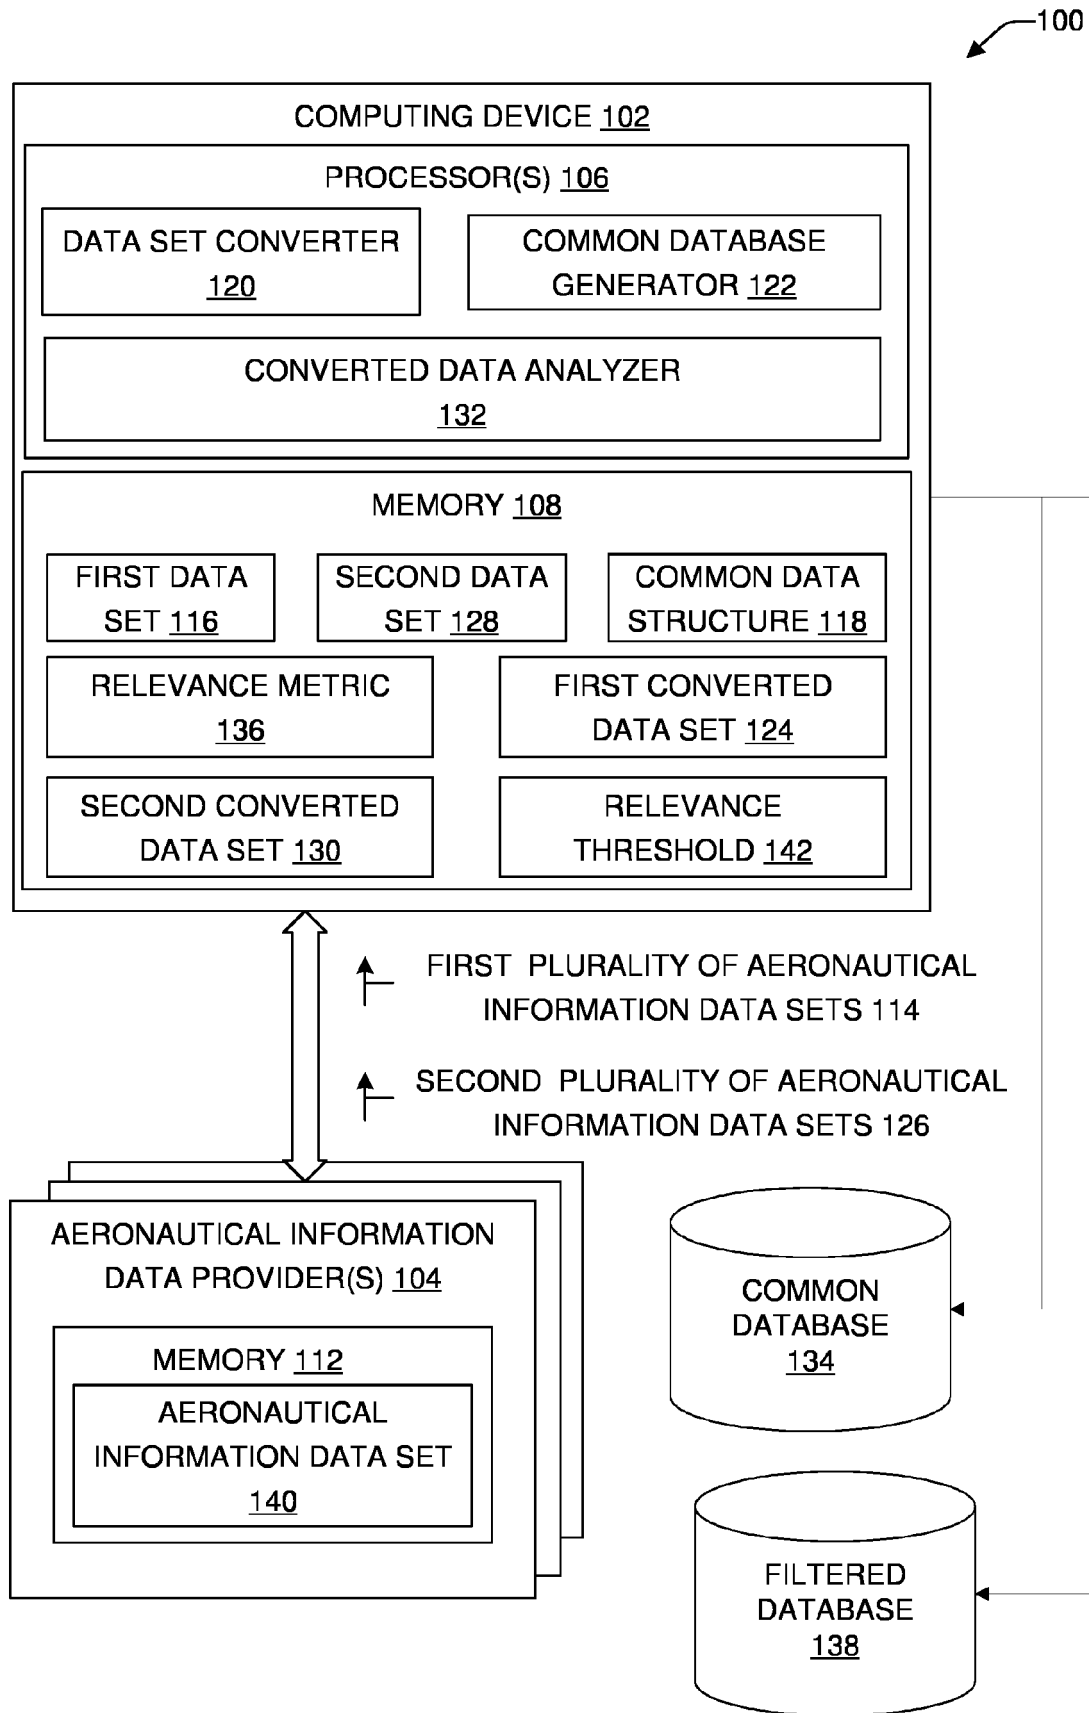 100
COMPUTING DEVICE 102
PROCESSOR(S) 106
DATA SET CONVERTER
120
COMMON DATABASE
GENERATOR 122
CONVERTED DATA ANALYZER
132
MEMORY 108
FIRST DATA
SET 116
SECOND DATA
SET 128
COMMON DATA
STRUCTURE 118
RELEVANCE METRIC
136
FIRST CONVERTED
DATA SET 124
SECOND CONVERTED
DATA SET 130
RELEVANCE
THRESHOLD 142
FIRST PLURALITY OF AERONAUTICAL
INFORMATION DATA SETS 114
SECOND PLURALITY OF AERONAUTICAL
INFORMATION DATA SETS 126
AERONAUTICAL INFORMATION
DATA PROVIDER(S) 104
MEMORY 112
AERONAUTICAL
INFORMATION DATA SET
140
COMMON
DATABASE
134
FILTERED
DATABASE
138